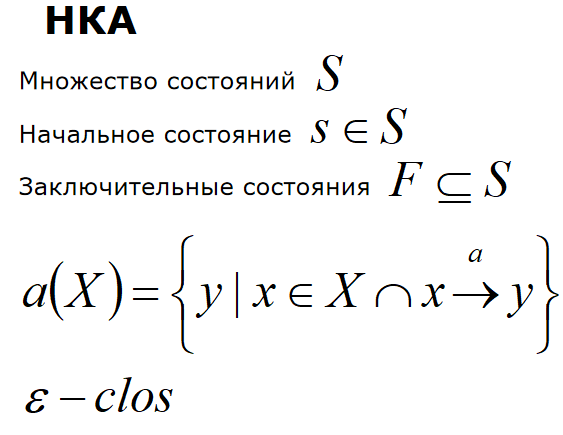 НКА
Множество состояний S
Начальное состояние s ∈ S
Заключительные состояния F ⊆ S
a(X) = {y | x ∈ X ∩ x →ᵃ y}
ε – clos